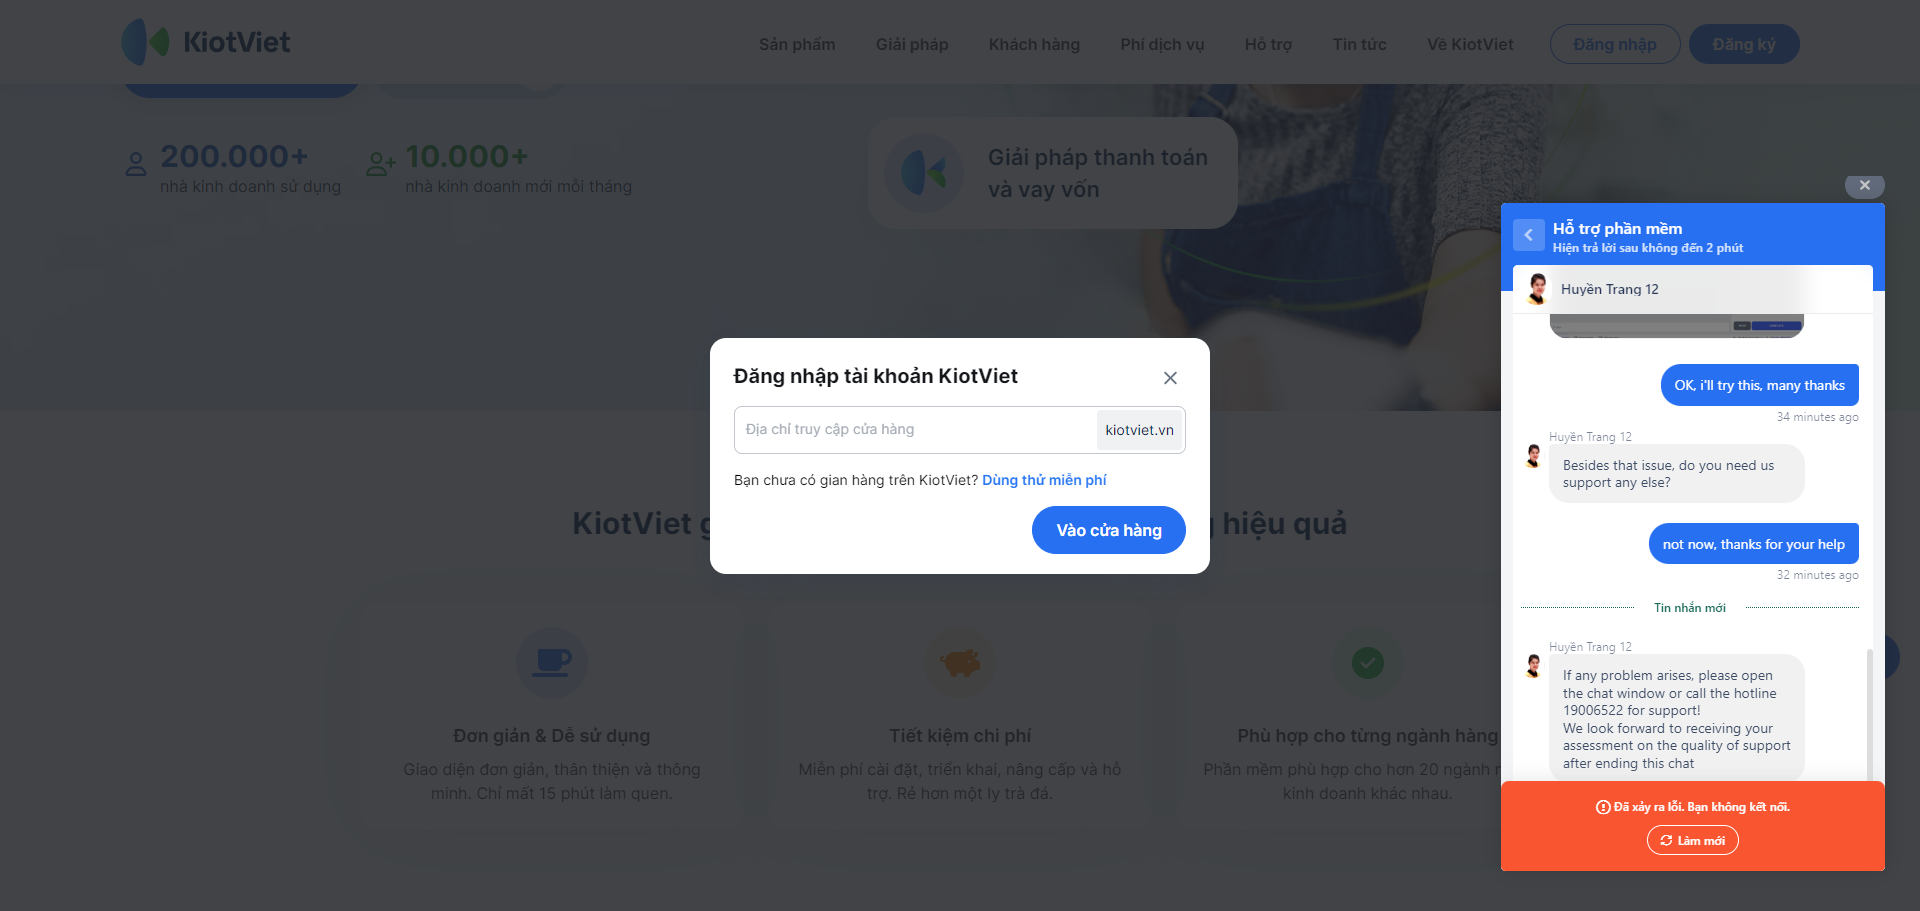 KiotViet
Sản phẩm
Giải pháp
Khách hàng
Phí dịch vụ
Hỗ trợ
Tin tức
Về KiotViet
Đăng nhập
Đăng ký
200.000+
nhà kinh doanh sử dụng
10.000+
nhà kinh doanh mới mỗi tháng
Giải pháp thanh toán
và vay vốn
Đăng nhập tài khoản KiotViet
Địa chỉ truy cập cửa hàng
kiotviet.vn
Bạn chưa có gian hàng trên KiotViet? Dùng thử miễn phí
Vào cửa hàng
KiotViet
hiệu quả
Đơn giản & Dễ sử dụng
Giao diện đơn giản, thân thiện và thông
minh. Chỉ mất 15 phút làm quen.
Tiết kiệm chi phí
Miễn phí cài đặt, triển khai, nâng cấp và hỗ
trợ. Rẻ hơn một ly trà đá.
Phù hợp cho từng ngành hàng
Phần mềm phù hợp cho hơn 20 ngành
kinh doanh khác nhau.
Hỗ trợ phần mềm
Hiện trả lời sau không đến 2 phút
Huyền Trang 12
OK, i'll try this, many thanks
34 minutes ago
Huyền Trang 12
Besides that issue, do you need us
support any else?
not now, thanks for your help
32 minutes ago
Tin nhắn mới
Huyền Trang 12
If any problem arises, please open
the chat window or call the hotline
19006522 for support!
We look forward to receiving your
assessment on the quality of support
after ending this chat
Đã xảy ra lỗi. Bạn không kết nối.
Làm mới